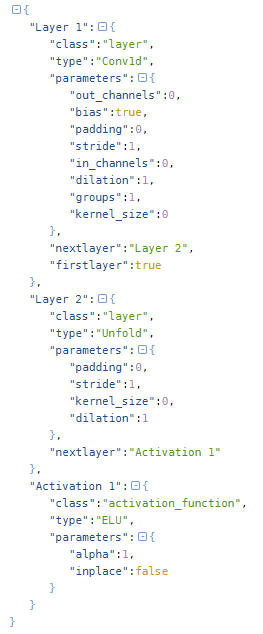 {
"Layer 1":{
"class":"layer",
"type":"Conv1d",
"parameters":{
"out_channels":0,
"bias":true,
"padding":0,
"stride":1,
"in_channels":0,
"dilation":1,
"groups":1,
"kernel_size":0
},
"nextlayer":"Layer 2",
"firstlayer":true
},
"Layer 2":{
"class":"layer",
"type":"Unfold",
"parameters":{
"padding":0,
"stride":1,
"kernel_size":0,
"dilation":1
},
"nextlayer":"Activation 1"
},
"Activation 1":{
"class":"activation_function",
"type":"ELU",
"parameters":{
"alpha":1,
"inplace":false
}
}
}